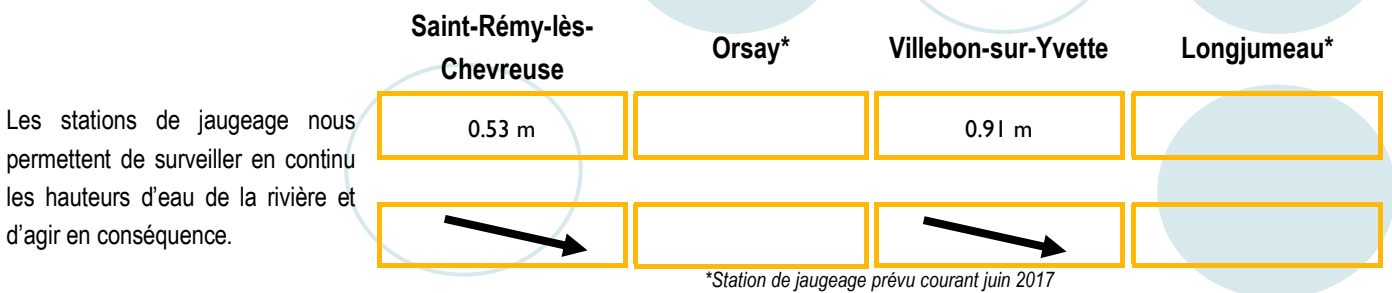 Saint-Rémy-lès-
Chevreuse
Orsay*
Villebon-sur-Yvette
Longjumeau*
Les stations de jaugeage nous
permettent de surveiller en continu
les hauteurs d’eau de la rivière et
d’agir en conséquence.
0.53 m
0.91 m
*Station de jaugeage prévu courant juin 2017